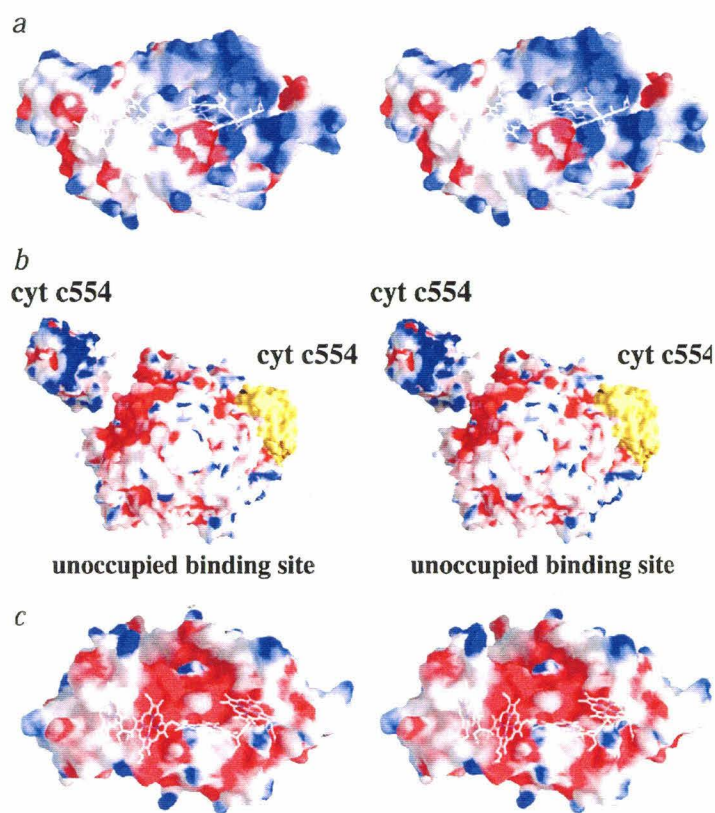 a
b
cyt c554 cyt c554
cyt c554 cyt c554
unoccupied binding site unoccupied binding site
c